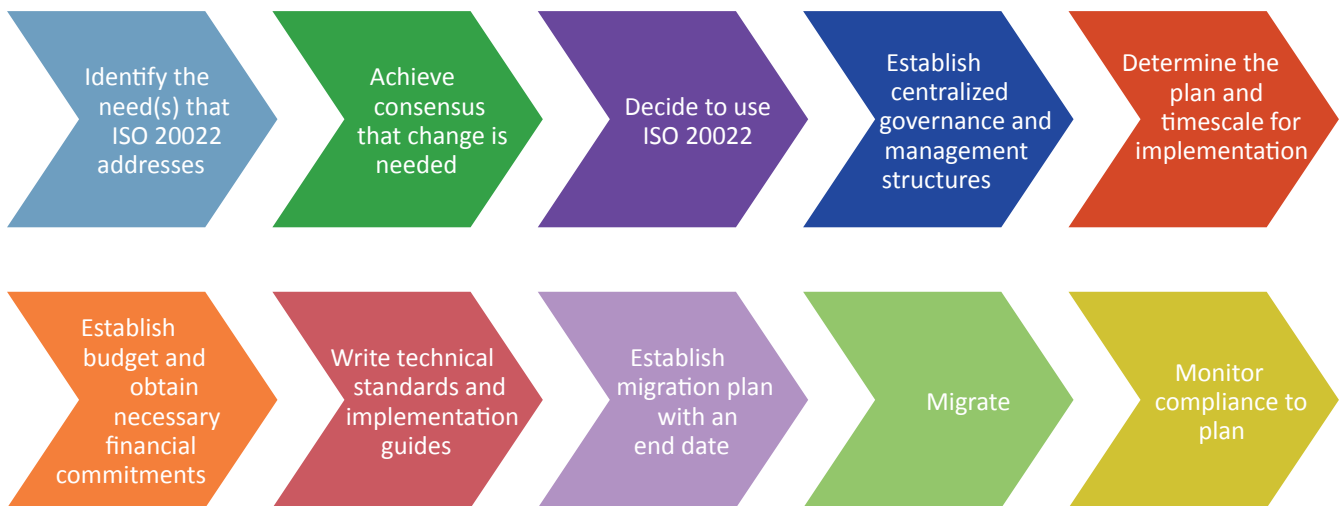 Identify the
need(s) that
ISO 20022
addresses
Achieve
consensus
that change is
needed
Decide to use
ISO 20022
Establish
centralized
governance and
management
structures
Determine the
plan and
timescale for
implementation
Establish
budget and
obtain
necessary
financial
commitments
Write technical
standards and
implementation
guides
Establish
migration plan
with an
end date
Migrate
Monitor
compliance to
plan